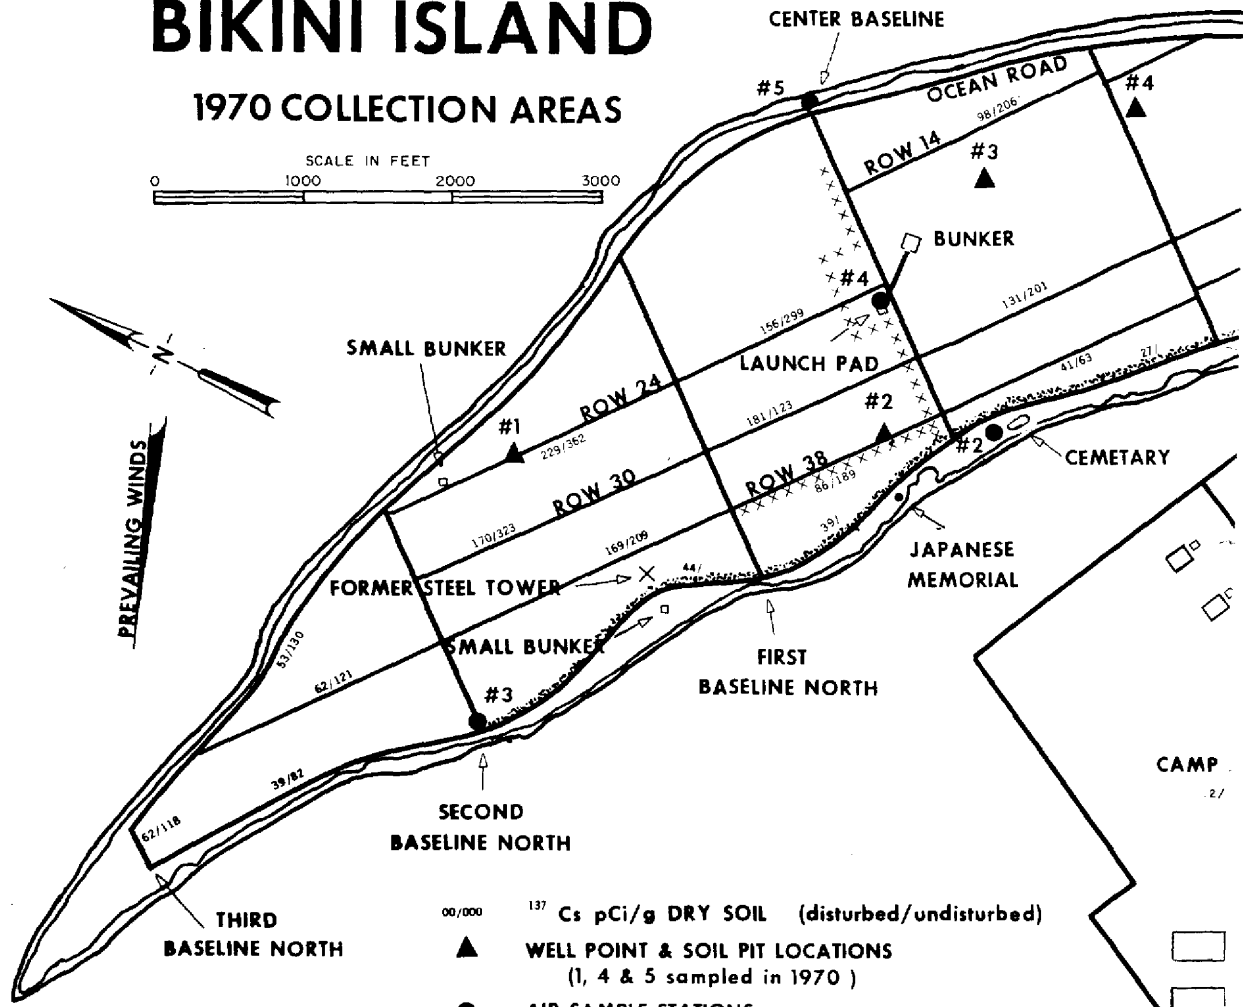 BIKINI ISLAND
1970 COLLECTION AREAS
SCALE IN FEET
0 1000 2000 3000
CENTER BASELINE
#5
OCEAN ROAD
98/206
#4
ROW 14
#3
BUNKER
#4
156/299
131/201
LAUNCH PAD
41/63
27/
N
SMALL BUNKER
PREVAILING WINDS
#1
ROW 24
229/362
181/123
#2
ROW 30
170/323
ROW 38
86/189
#2
CEMETARY
169/209
39/
JAPANESE
MEMORIAL
FORMER STEEL TOWER
44/
SMALL BUNKER
53/130
62/121
FIRST
BASELINE NORTH
#3
39/82
62/118
SECOND
BASELINE NORTH
CAMP
2/
THIRD
BASELINE NORTH
00/000 137 Cs pCi/g DRY SOIL (disturbed/undisturbed)
WELL POINT & SOIL PIT LOCATIONS
(1, 4 & 5 sampled in 1970 )
AIR SAMPLE STATIONS